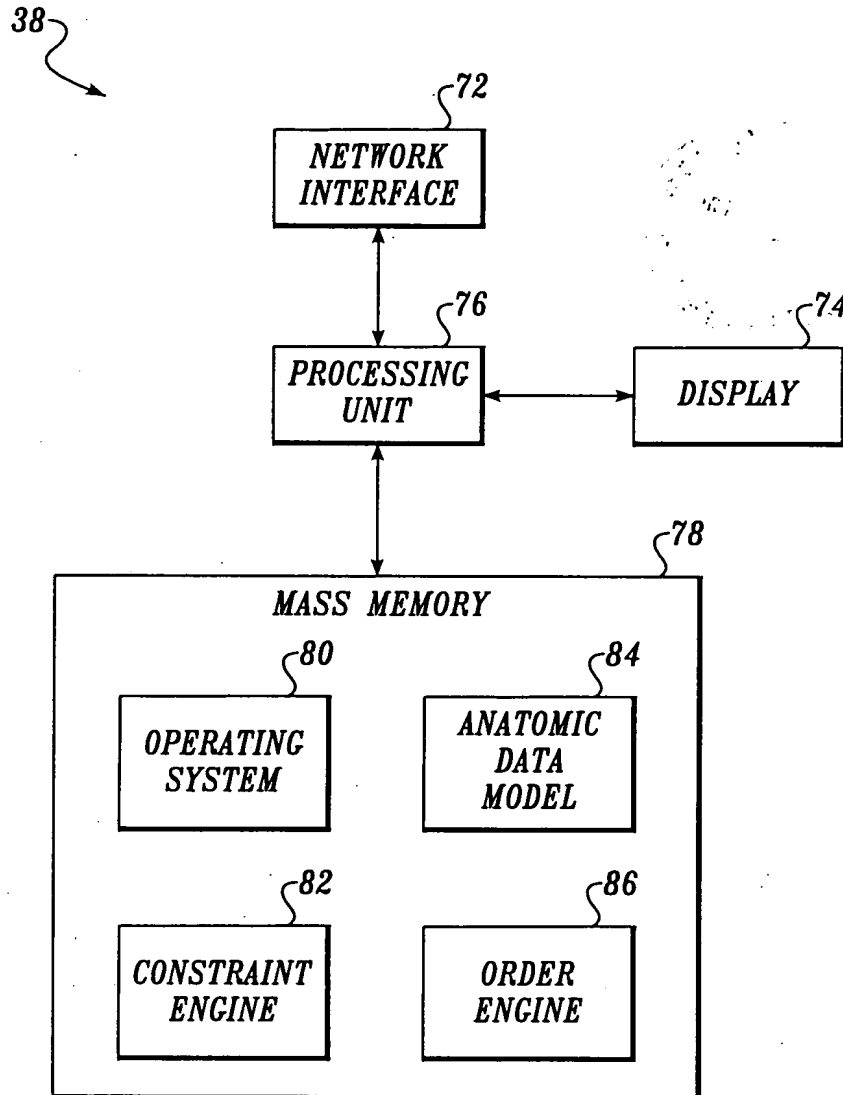 38
72
NETWORK
INTERFACE
76
74
PROCESSING
UNIT
DISPLAY
78
MASS MEMORY
80
84
OPERATING
SYSTEM
ANATOMIC
DATA
MODEL
82
86
CONSTRAINT
ENGINE
ORDER
ENGINE